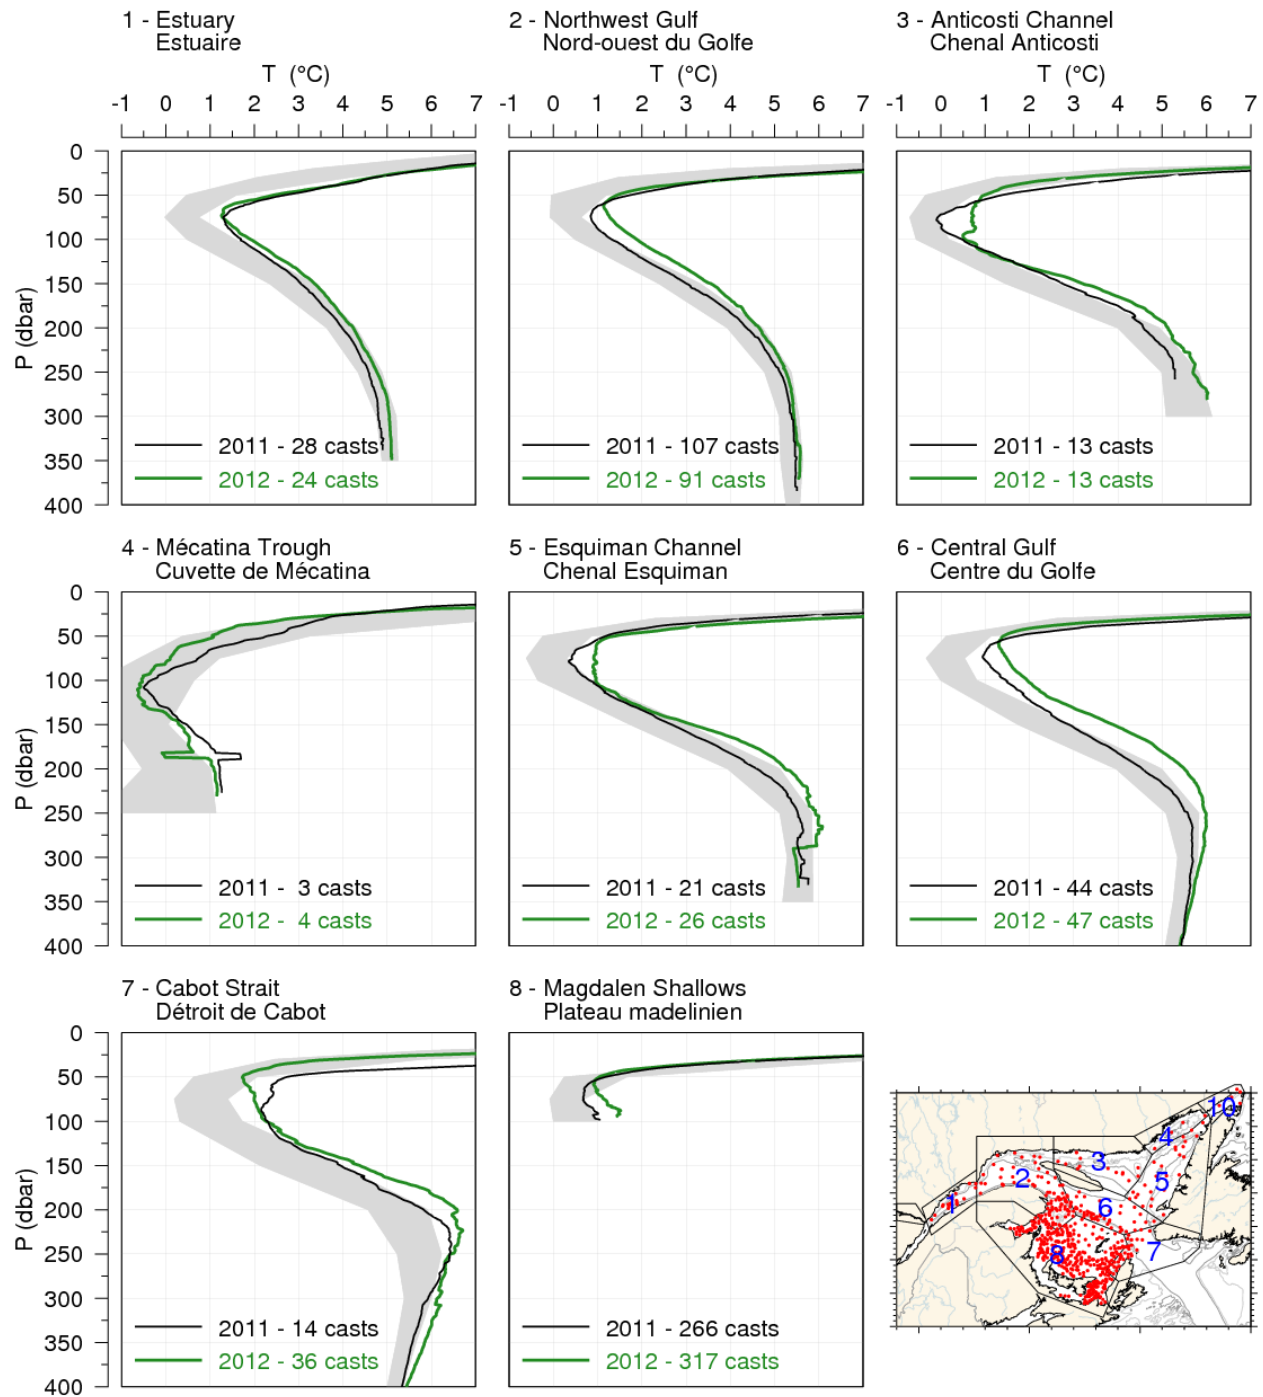 1 - Estuary
Estuaire
2 - Northwest Gulf
Nord-ouest du Golfe
3 - Anticosti Channel
Chenal Anticosti
T (°C)
T (°C)
T (°C)
-1 0 1 2 3 4 5 6 7
-1 0 1 2 3 4 5 6 7
-1 0 1 2 3 4 5 6 7
P (dbar)
0
50
100
150
200
250
300
350
400
2011 - 28 casts
2012 - 24 casts
2011 - 107 casts
2012 - 91 casts
2011 - 13 casts
2012 - 13 casts
4 - Mécatina Trough
Cuvette de Mécatina
5 - Esquiman Channel
Chenal Esquiman
6 - Central Gulf
Centre du Golfe
P (dbar)
0
50
100
150
200
250
300
350
400
2011 - 3 casts
2012 - 4 casts
2011 - 21 casts
2012 - 26 casts
2011 - 44 casts
2012 - 47 casts
7 - Cabot Strait
Détroit de Cabot
8 - Magdalen Shallows
Plateau madelinien
P (dbar)
0
50
100
150
200
250
300
350
400
2011 - 14 casts
2012 - 36 casts
2011 - 266 casts
2012 - 317 casts
10
4
3
2
5
1
6
7
8